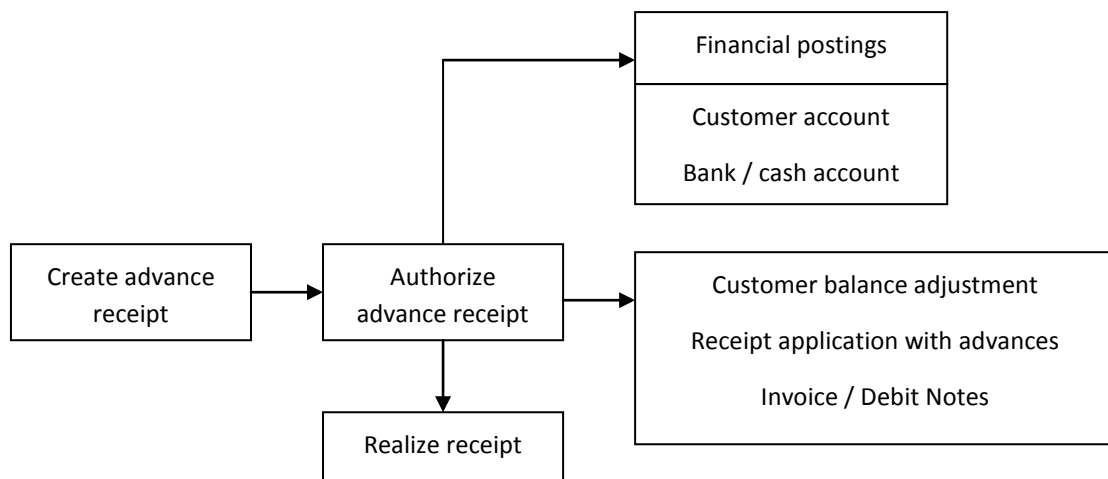 Financial postings
Customer account
Bank / cash account
Create advance
receipt
Authorize
advance receipt
Customer balance adjustment
Receipt application with advances
Invoice / Debit Notes
Realize receipt